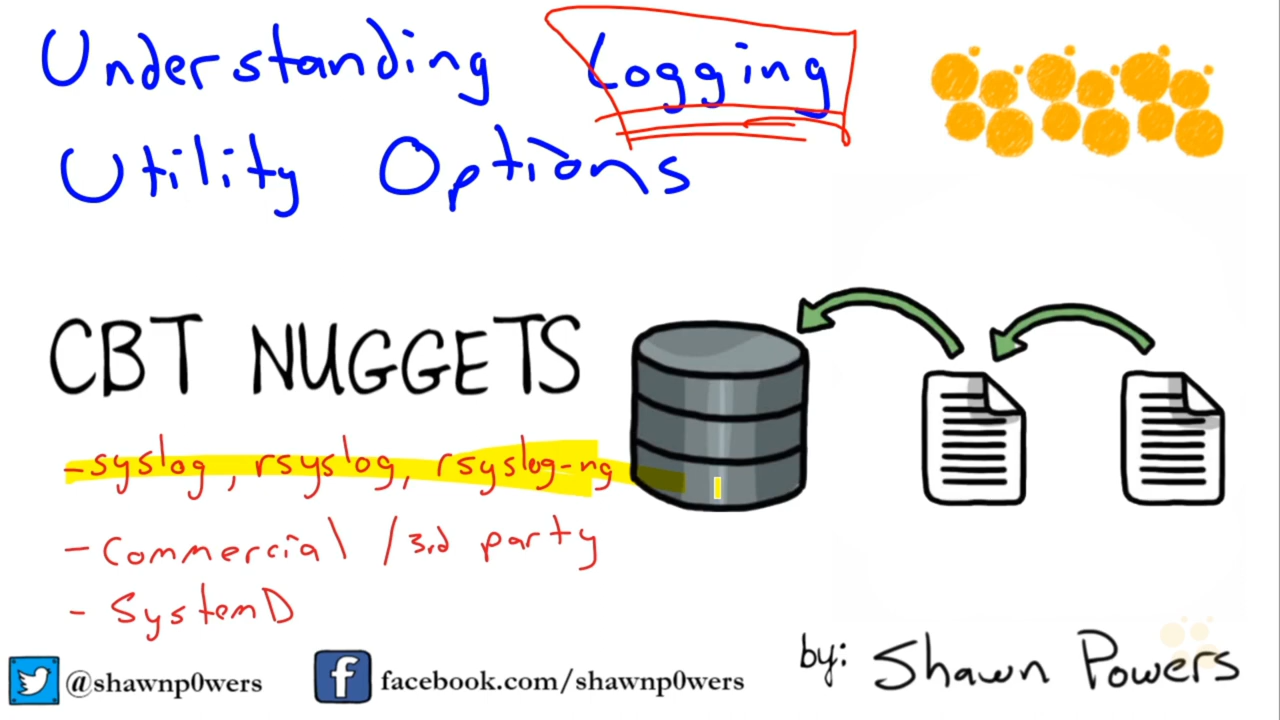 Understanding Logging
Utility Options
CBT NUGGETS
- syslog, rsyslog, rsyslog-ng
- Commercial / 3rd party
- SystemD
by: Shawn Powers
@shawnp0wers
facebook.com/shawnp0wers